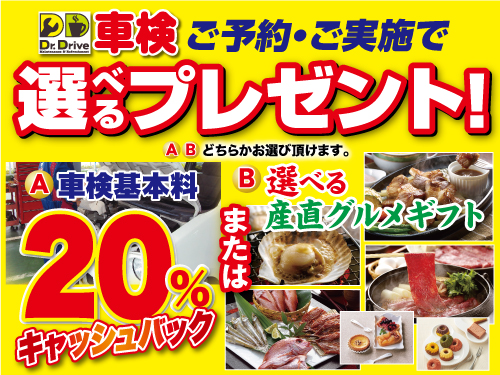 Dr. Drive
Maintenance & Refreshment
車検 ご予約・ご実施で
選べるプレゼント!
A B どちらかお選び頂けます。
A 車検基本料
20%
キャッシュバック
または
B 選べる
産直グルメギフト